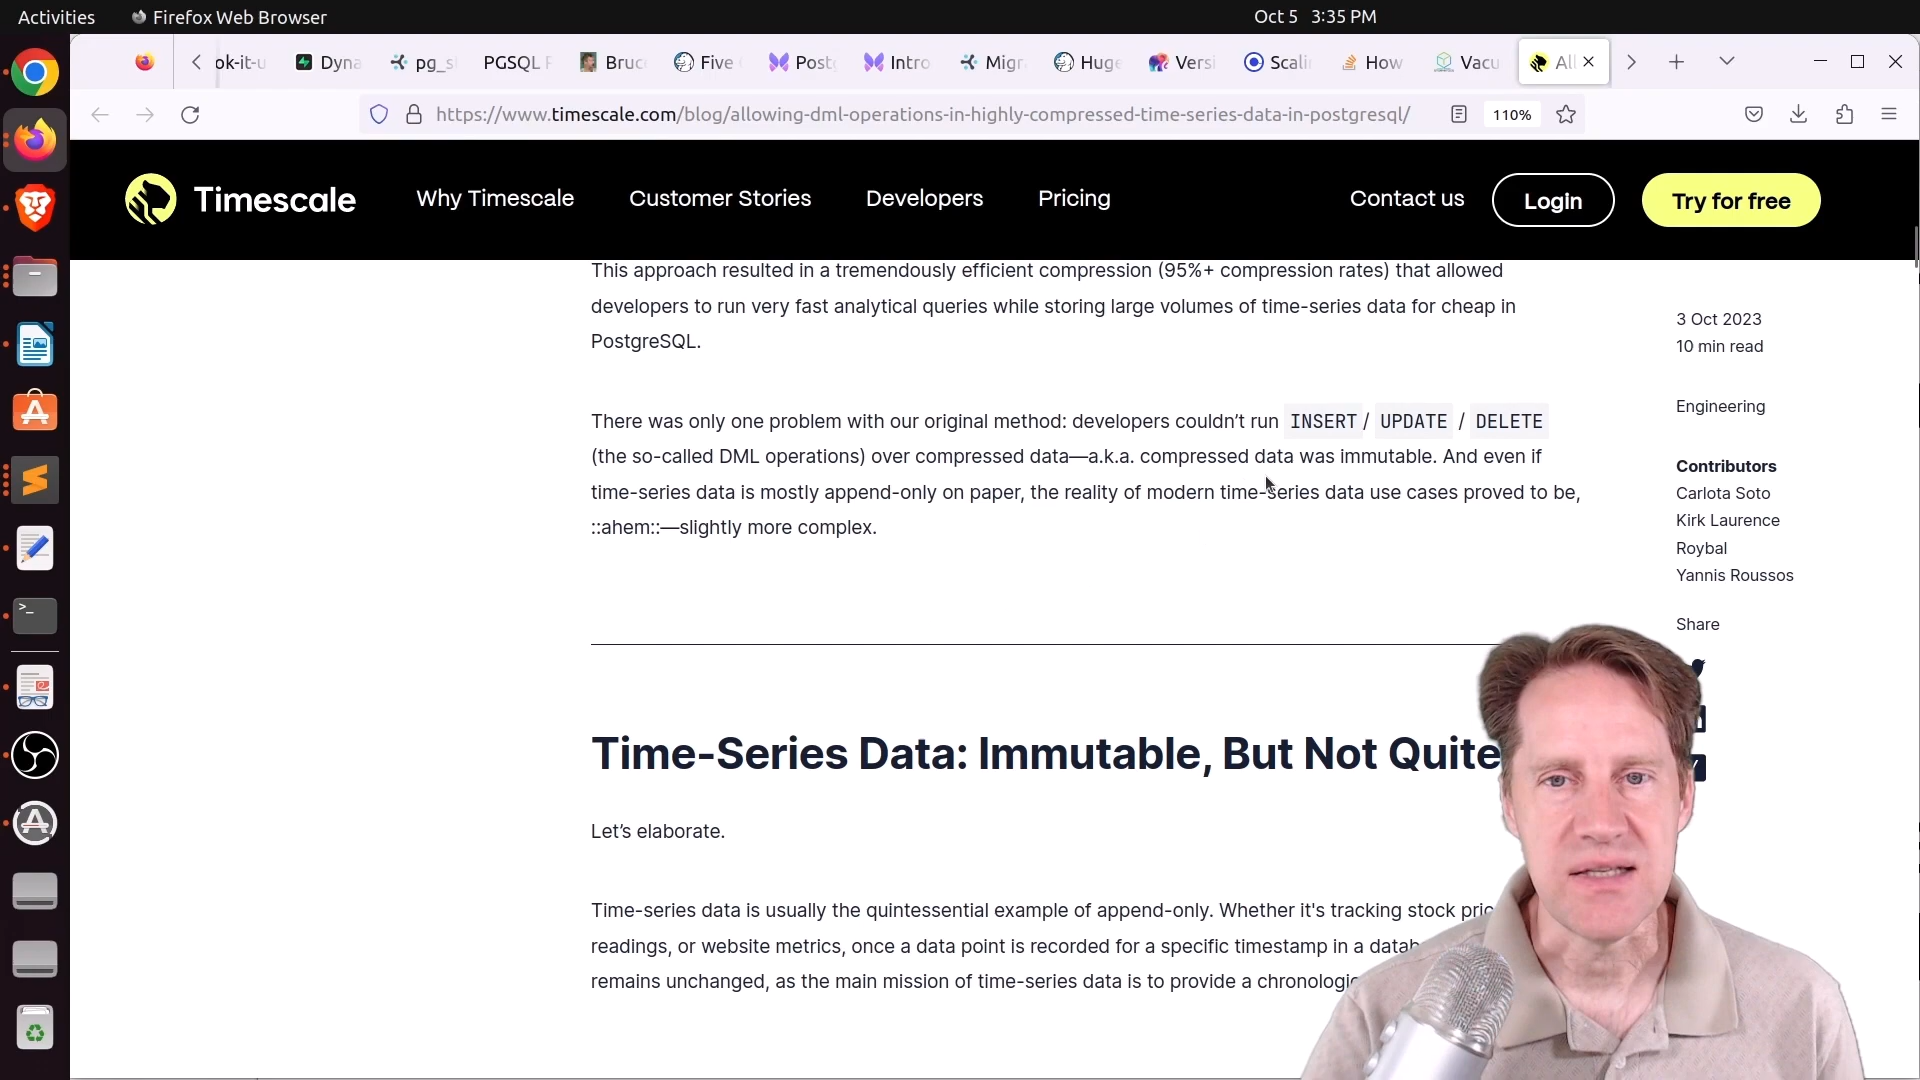 Activities
Firefox Web Browser
Oct 5 3:35 PM
ok-it-u
Dyna
pg_s
PGSQL
Bruc
Five
Postg
Intro
Migr
Huge
Versi
Scali
How
Vacu
All
https://www.timescale.com/blog/allowing-dml-operations-in-highly-compressed-time-series-data-in-postgresql/
110%
Timescale
Why Timescale
Customer Stories
Developers
Pricing
Contact us
Login
Try for free
This approach resulted in a tremendously efficient compression (95%+ compression rates) that allowed
developers to run very fast analytical queries while storing large volumes of time-series data for cheap in
PostgreSQL.
There was only one problem with our original method: developers couldn’t run INSERT/ UPDATE / DELETE
(the so-called DML operations) over compressed data—a.k.a. compressed data was immutable. And even if
time-series data is mostly append-only on paper, the reality of modern time-series data use cases proved to be,
::ahem::—slightly more complex.
Time-Series Data: Immutable, But Not Quite
Let’s elaborate.
Time-series data is usually the quintessential example of append-only. Whether it's tracking stock pric
readings, or website metrics, once a data point is recorded for a specific timestamp in a datab
remains unchanged, as the main mission of time-series data is to provide a chronologic
3 Oct 2023
10 min read
Engineering
Contributors
Carlota Soto
Kirk Laurence
Roybal
Yannis Roussos
Share